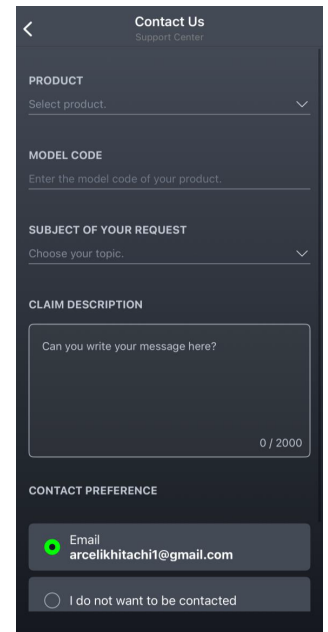 Contact Us
Support Center
PRODUCT
Select product.
MODEL CODE
Enter the model code of your product.
SUBJECT OF YOUR REQUEST
Choose your topic.
CLAIM DESCRIPTION
Can you write your message here?
0 / 2000
CONTACT PREFERENCE
Email
arcelikhitachi1@gmail.com
I do not want to be contacted